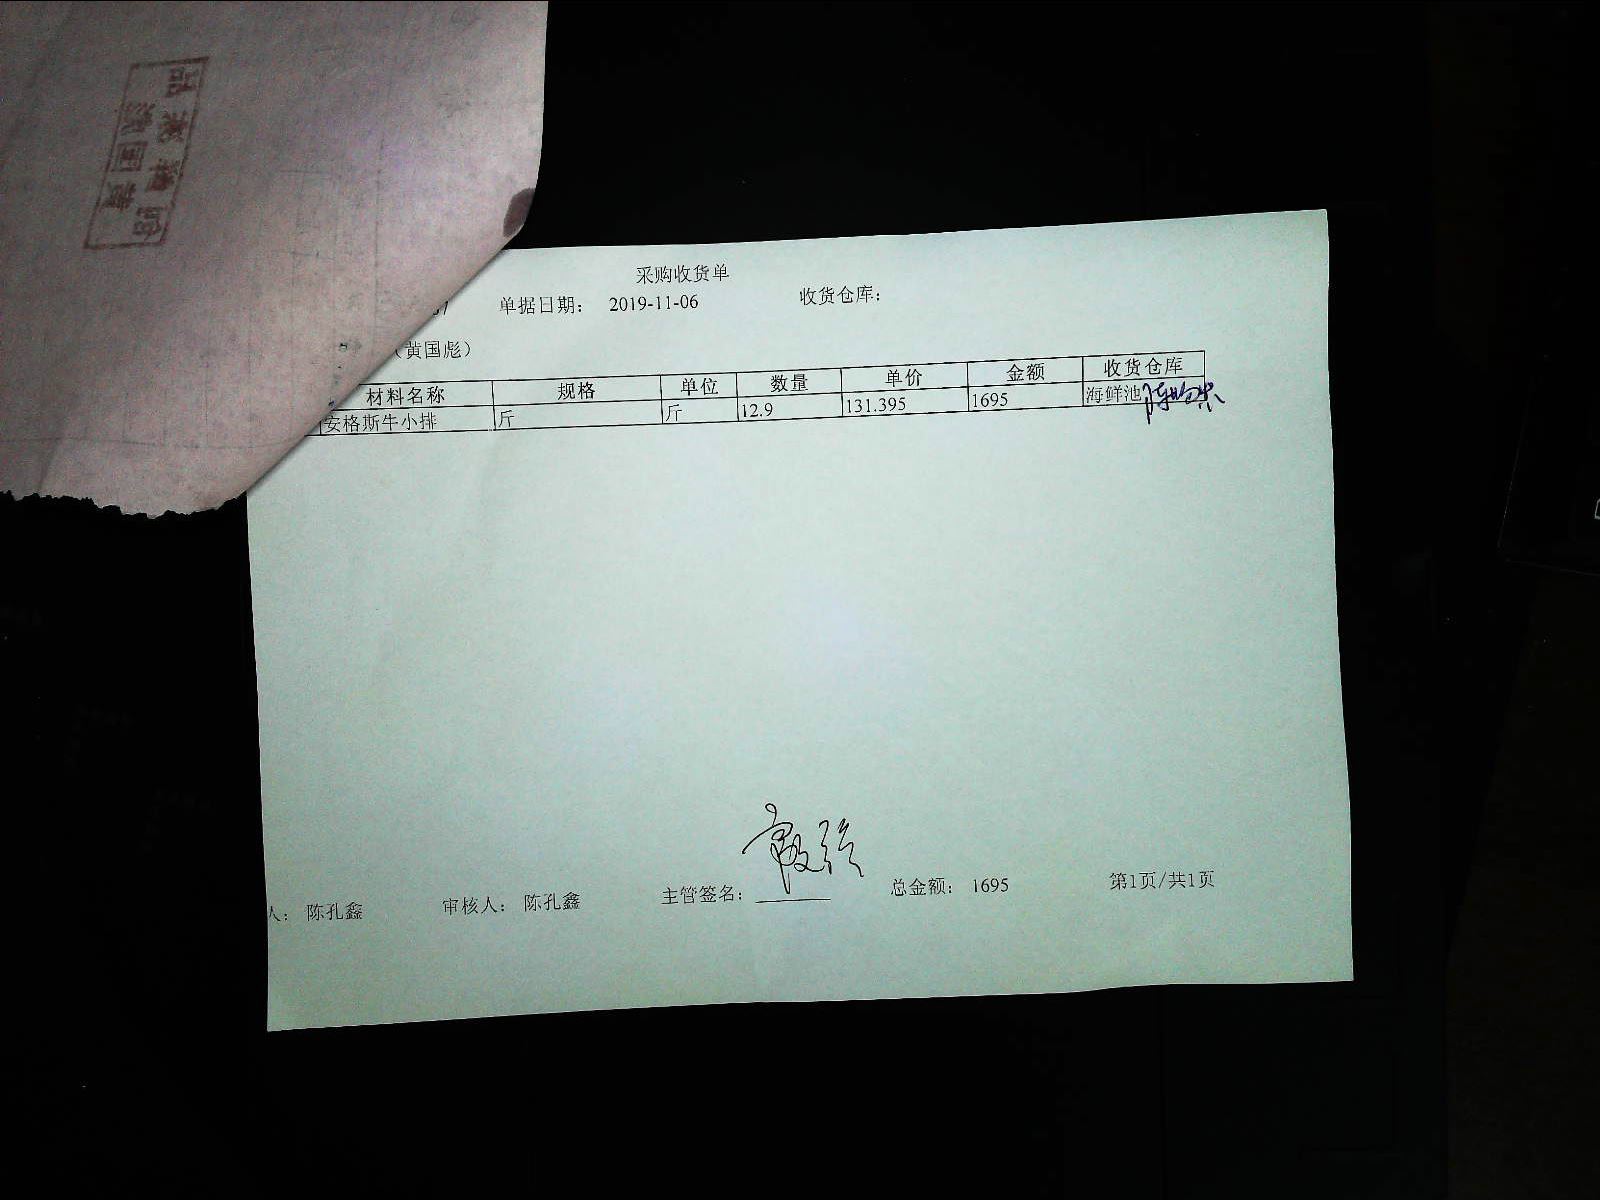 采购收货单
单据日期： 2019-11-06 收货仓库：
（黄国彪）
材料名称 规格 单位 数量 单价 金额 收货仓库
安格斯牛小排 斤 斤 12.9 131.395 1695 海鲜池
人： 陈孔鑫 审核人： 陈孔鑫 主管签名： 总金额： 1695 第1页/共1页